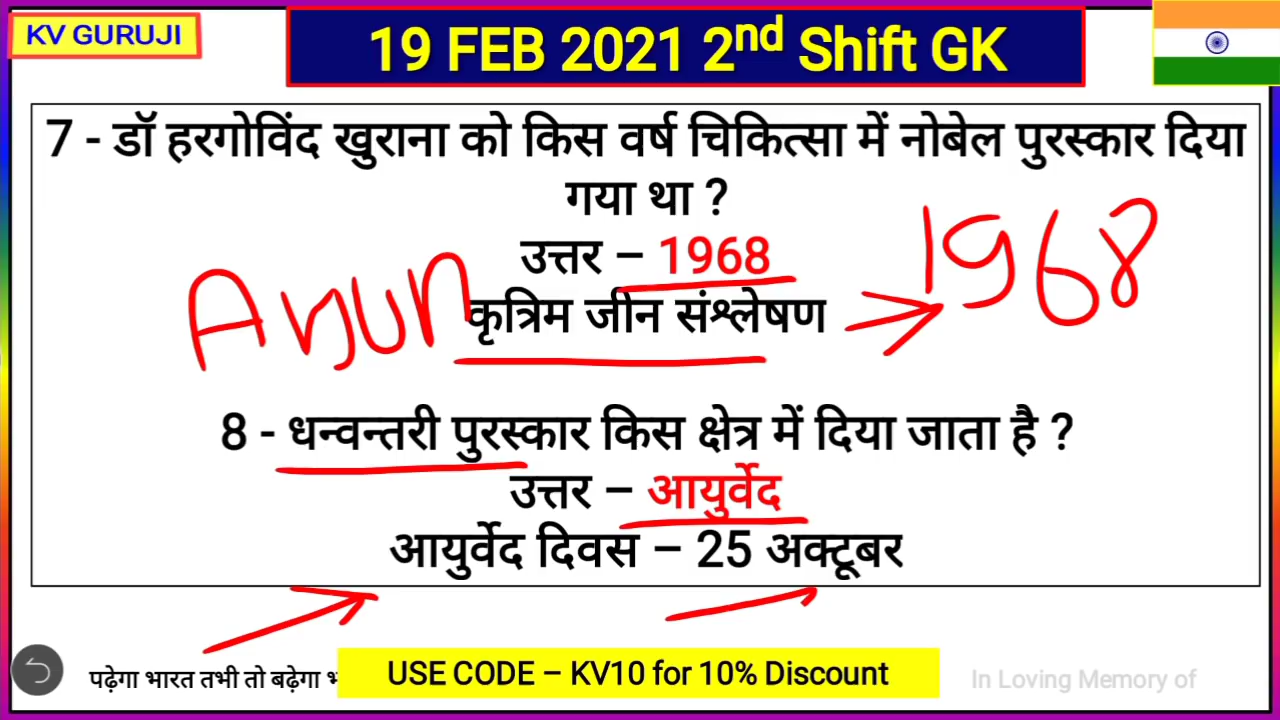 KV GURUJI
19 FEB 2021 2nd Shift GK
7 - डॉ हरगोविंद खुराना को किस वर्ष चिकित्सा में नोबेल पुरस्कार दिया
गया था ?
उत्तर – 1968
1968
Arjun
कृत्रिम जीन संश्लेषण
8 - धन्वन्तरी पुरस्कार किस क्षेत्र में दिया जाता है ?
उत्तर – आयुर्वेद
आयुर्वेद दिवस – 25 अक्टूबर
पढ़ेगा भारत तभी तो बढ़ेगा
USE CODE – KV10 for 10% Discount
In Loving Memory of